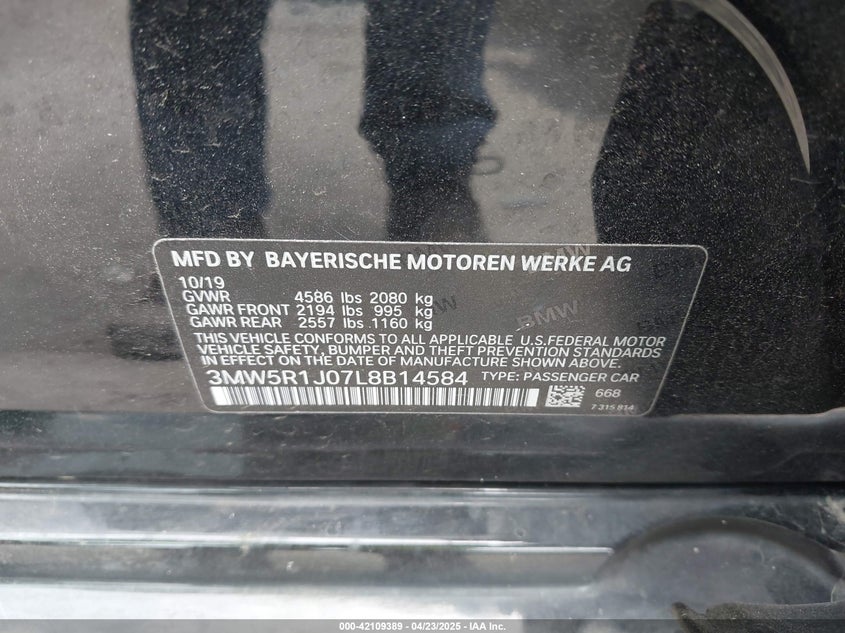 MFD BY BAYERISCHE MOTOREN WERKE AG
10/19
GVWR 4586 lbs 2080 kg
GAWR FRONT 2194 lbs 995 kg
GAWR REAR 2557 lbs 1160 kg
THIS VEHICLE CONFORMS TO ALL APPLICABLE U.S.FEDERAL MOTOR
VEHICLE SAFETY, BUMPER AND THEFT PREVENTION STANDARDS
IN EFFECT ON THE DATE OF MANUFACTURE SHOWN ABOVE.
3MW5R1J07L8B14584 TYPE: PASSENGER CAR
668
7 315 814
BMW
BMW
000-42109389 - 04/23/2025 - IAA Inc.